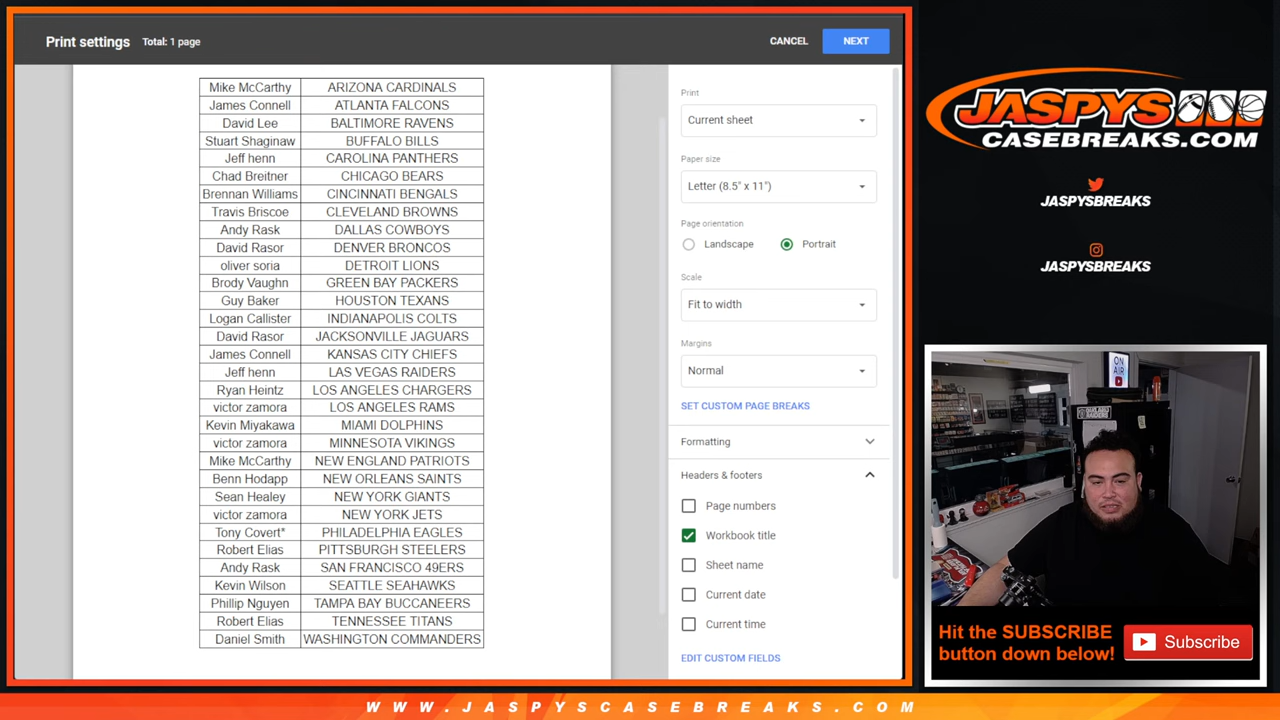 Print settings Total: 1 page CANCEL NEXT
Mike McCarthy ARIZONA CARDINALS
James Connell ATLANTA FALCONS
David Lee BALTIMORE RAVENS
Stuart Shaginaw BUFFALO BILLS
Jeff henn CAROLINA PANTHERS
Chad Breitner CHICAGO BEARS
Brennan Williams CINCINNATI BENGALS
Travis Briscoe CLEVELAND BROWNS
Andy Rask DALLAS COWBOYS
David Rasor DENVER BRONCOS
oliver soria DETROIT LIONS
Brody Vaughn GREEN BAY PACKERS
Guy Baker HOUSTON TEXANS
Logan Callister INDIANAPOLIS COLTS
David Rasor JACKSONVILLE JAGUARS
James Connell KANSAS CITY CHIEFS
Jeff henn LAS VEGAS RAIDERS
Ryan Heintz LOS ANGELES CHARGERS
victor zamora LOS ANGELES RAMS
Kevin Miyakawa MIAMI DOLPHINS
victor zamora MINNESOTA VIKINGS
Mike McCarthy NEW ENGLAND PATRIOTS
Benn Hodapp NEW ORLEANS SAINTS
Sean Healey NEW YORK GIANTS
victor zamora NEW YORK JETS
Tony Covert* PHILADELPHIA EAGLES
Robert Elias PITTSBURGH STEELERS
Andy Rask SAN FRANCISCO 49ERS
Kevin Wilson SEATTLE SEAHAWKS
Phillip Nguyen TAMPA BAY BUCCANEERS
Robert Elias TENNESSEE TITANS
Daniel Smith WASHINGTON COMMANDERS
Print
Current sheet
Paper size
Letter (8.5" x 11")
Page orientation
Landscape Portrait
Scale
Fit to width
Margins
Normal
SET CUSTOM PAGE BREAKS
Formatting
Headers & footers
Page numbers
Workbook title
Sheet name
Current date
Current time
EDIT CUSTOM FIELDS
JASPYS
CASEBREAKS.COM
JASPYSBREAKS
JASPYSBREAKS
ON
AIR
Hit the SUBSCRIBE
button down below!
Subscribe
WWW.JASPYSCASEBREAKS.COM